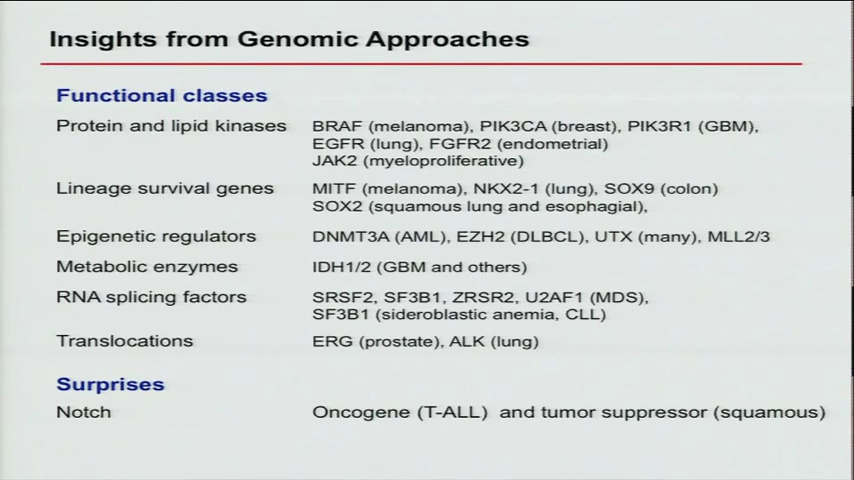 Insights from Genomic Approaches
Functional classes
Protein and lipid kinases BRAF (melanoma), PIK3CA (breast), PIK3R1 (GBM),
EGFR (lung), FGFR2 (endometrial)
JAK2 (myeloproliferative)
Lineage survival genes MITF (melanoma), NKX2-1 (lung), SOX9 (colon)
SOX2 (squamous lung and esophagial),
Epigenetic regulators DNMT3A (AML), EZH2 (DLBCL), UTX (many), MLL2/3
Metabolic enzymes IDH1/2 (GBM and others)
RNA splicing factors SRSF2, SF3B1, ZRSR2, U2AF1 (MDS),
SF3B1 (sideroblastic anemia, CLL)
Translocations ERG (prostate), ALK (lung)
Surprises
Notch Oncogene (T-ALL) and tumor suppressor (squamous)